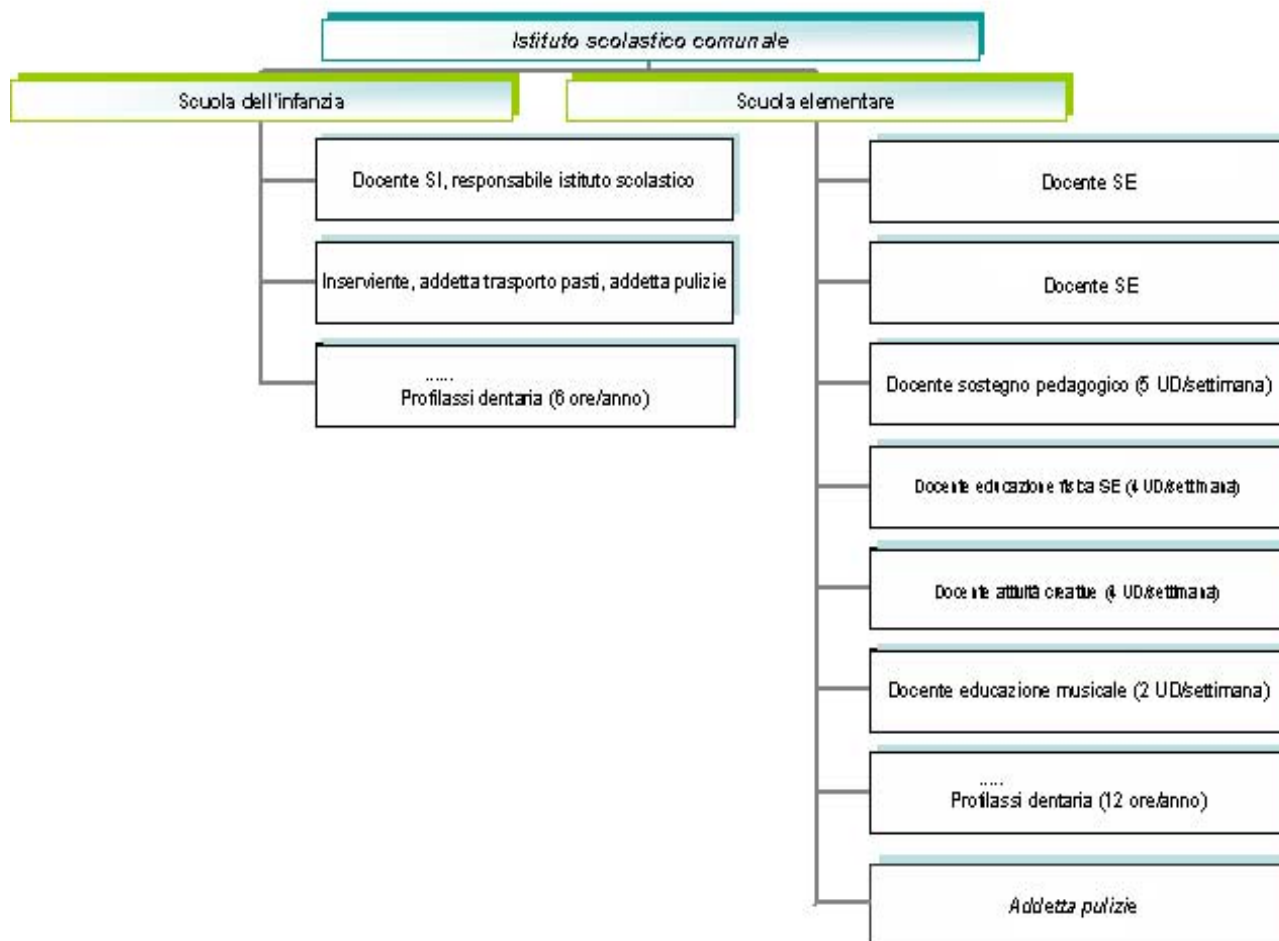 Istituto scolastico comunale
Scuola dell'infanzia
Docente SI, responsabile istituto scolastico
Inserviente, addetta trasporto pasti, addetta pulizie
......
Profilassi dentaria (6 ore/anno)
Scuola elementare
Docente SE
Docente SE
Docente sostegno pedagogico (5 UD/settimana)
Docente educazione fisica SE (4 UD/settimana)
Docente attività creative (4 UD/settimana)
Docente educazione musicale (2 UD/settimana)
.....
Profilassi dentaria (12 ore/anno)
Addetta pulizie